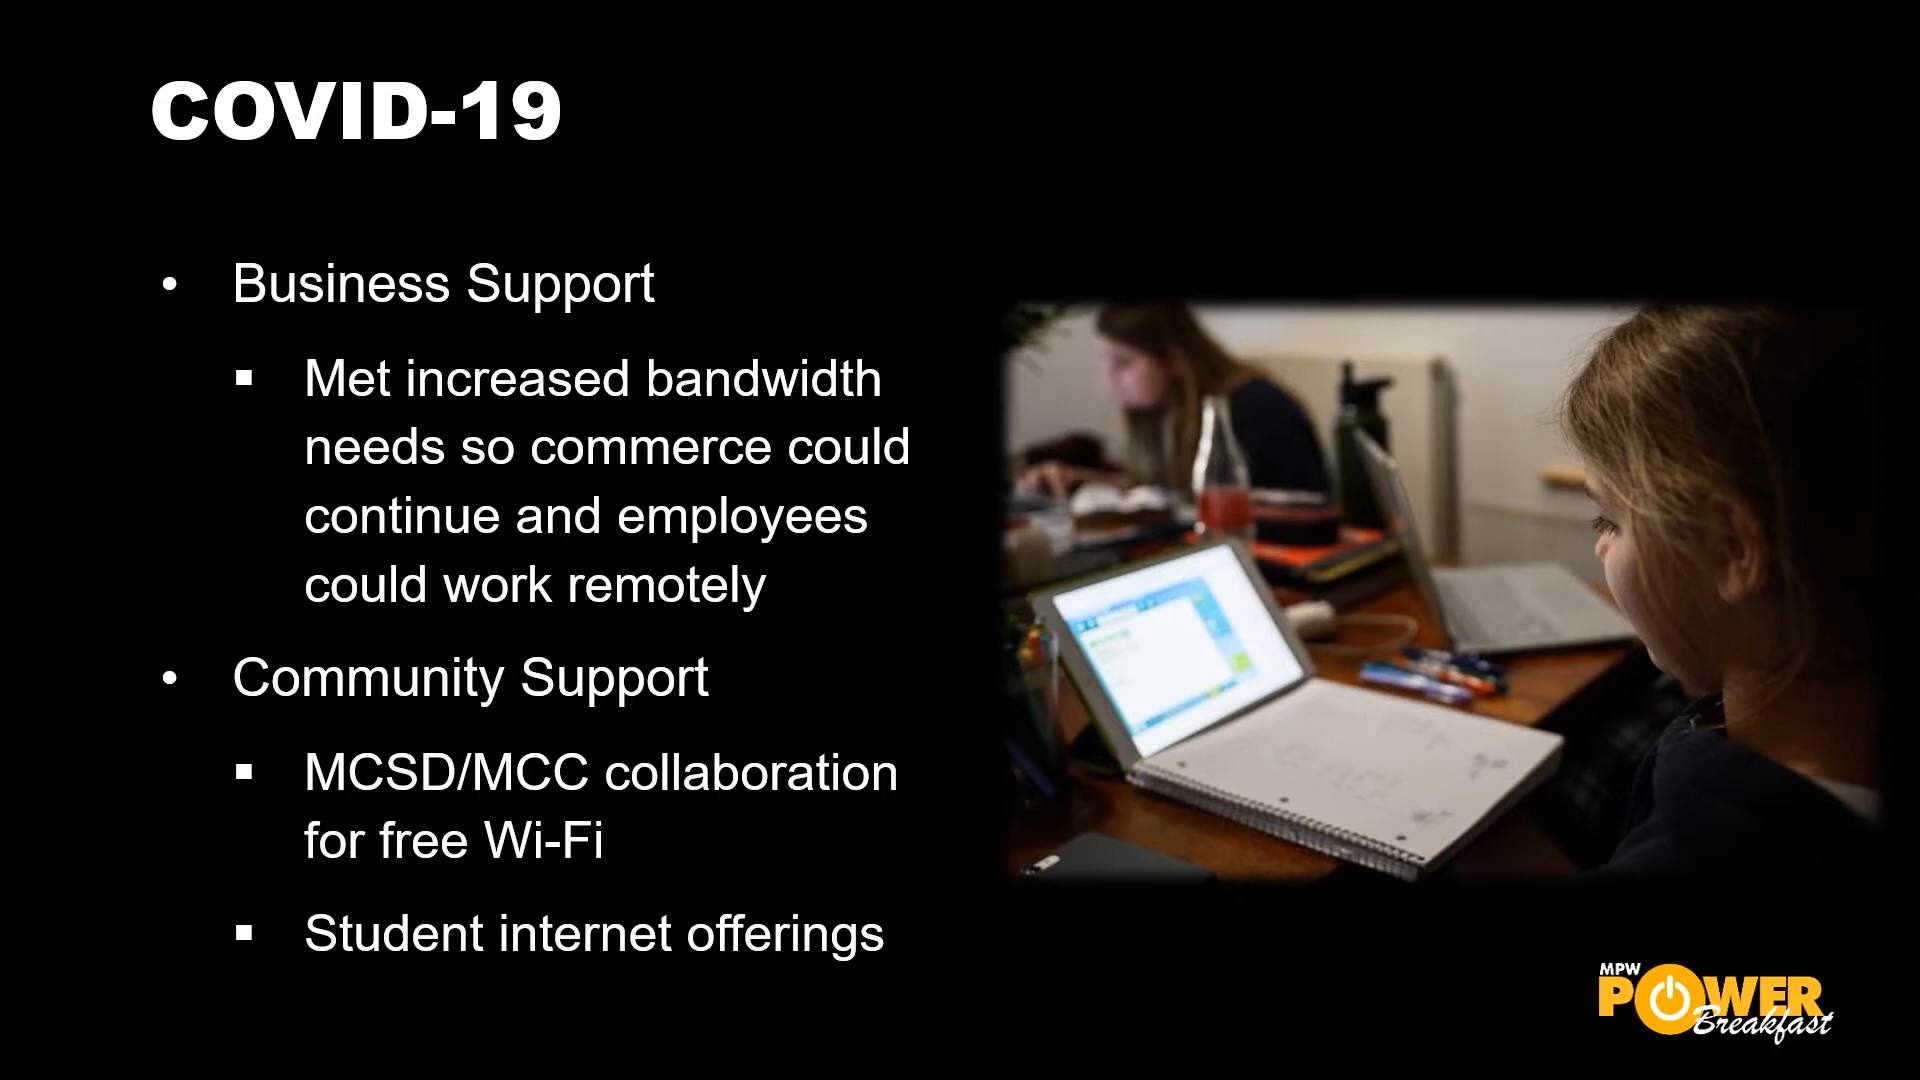 COVID-19
• Business Support
▪ Met increased bandwidth
needs so commerce could
continue and employees
could work remotely
• Community Support
▪ MCSD/MCC collaboration
for free Wi-Fi
▪ Student internet offerings
MPW
POWER
Breakfast